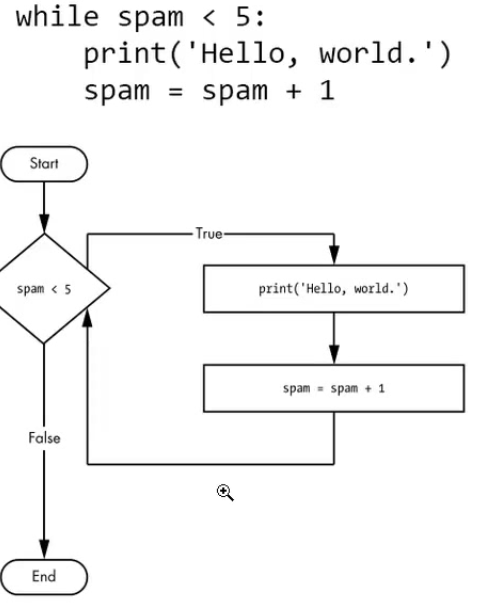 while spam < 5:
    print('Hello, world.')
    spam = spam + 1
Start
True
spam < 5
print('Hello, world.')
spam = spam + 1
False
End